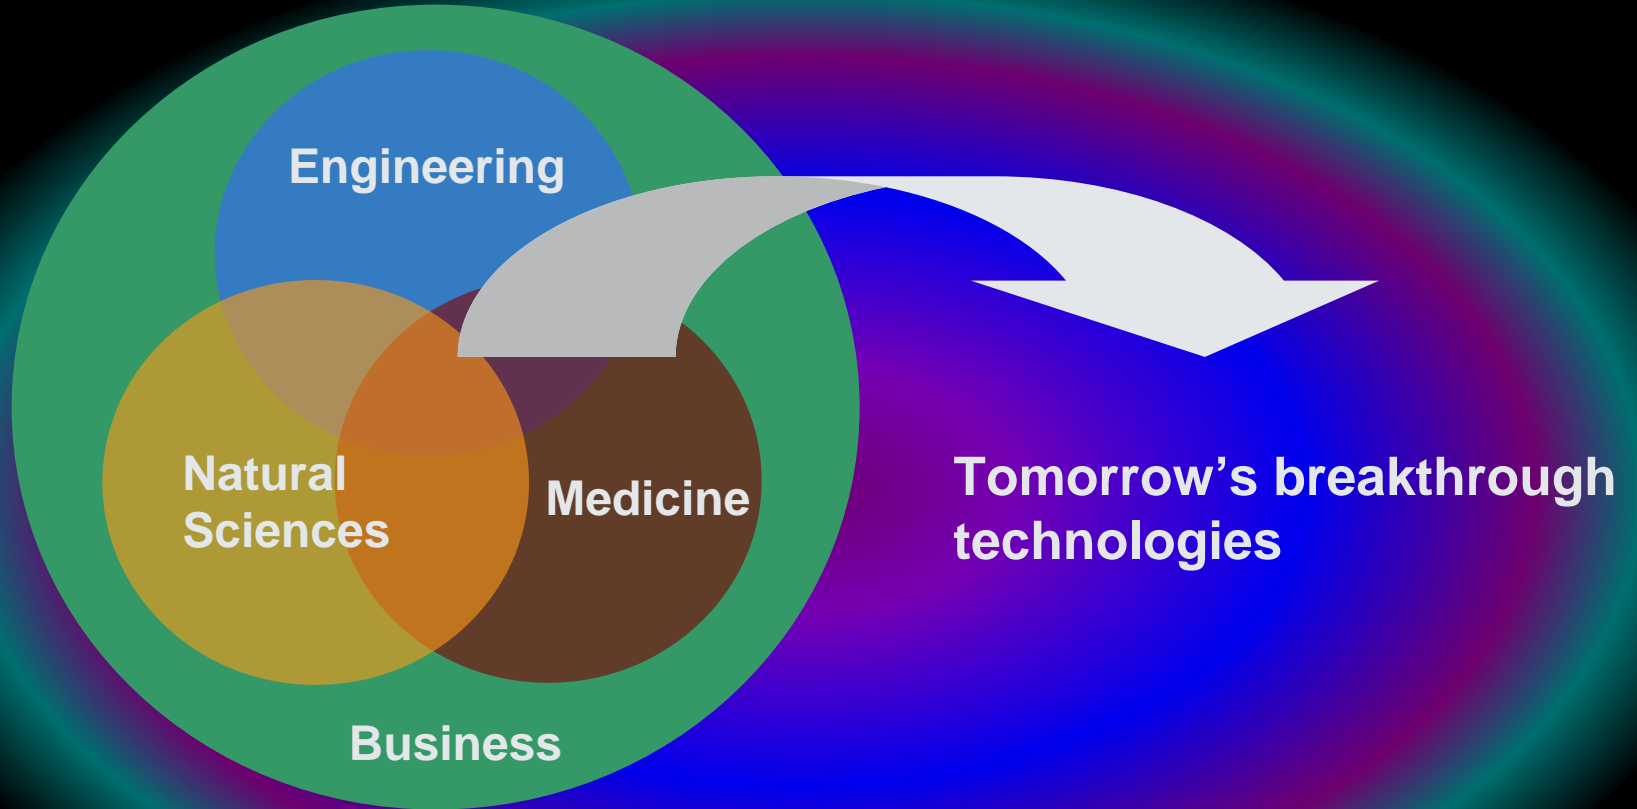 Engineering
Natural
Sciences
Medicine
Business
Tomorrow’s breakthrough
technologies